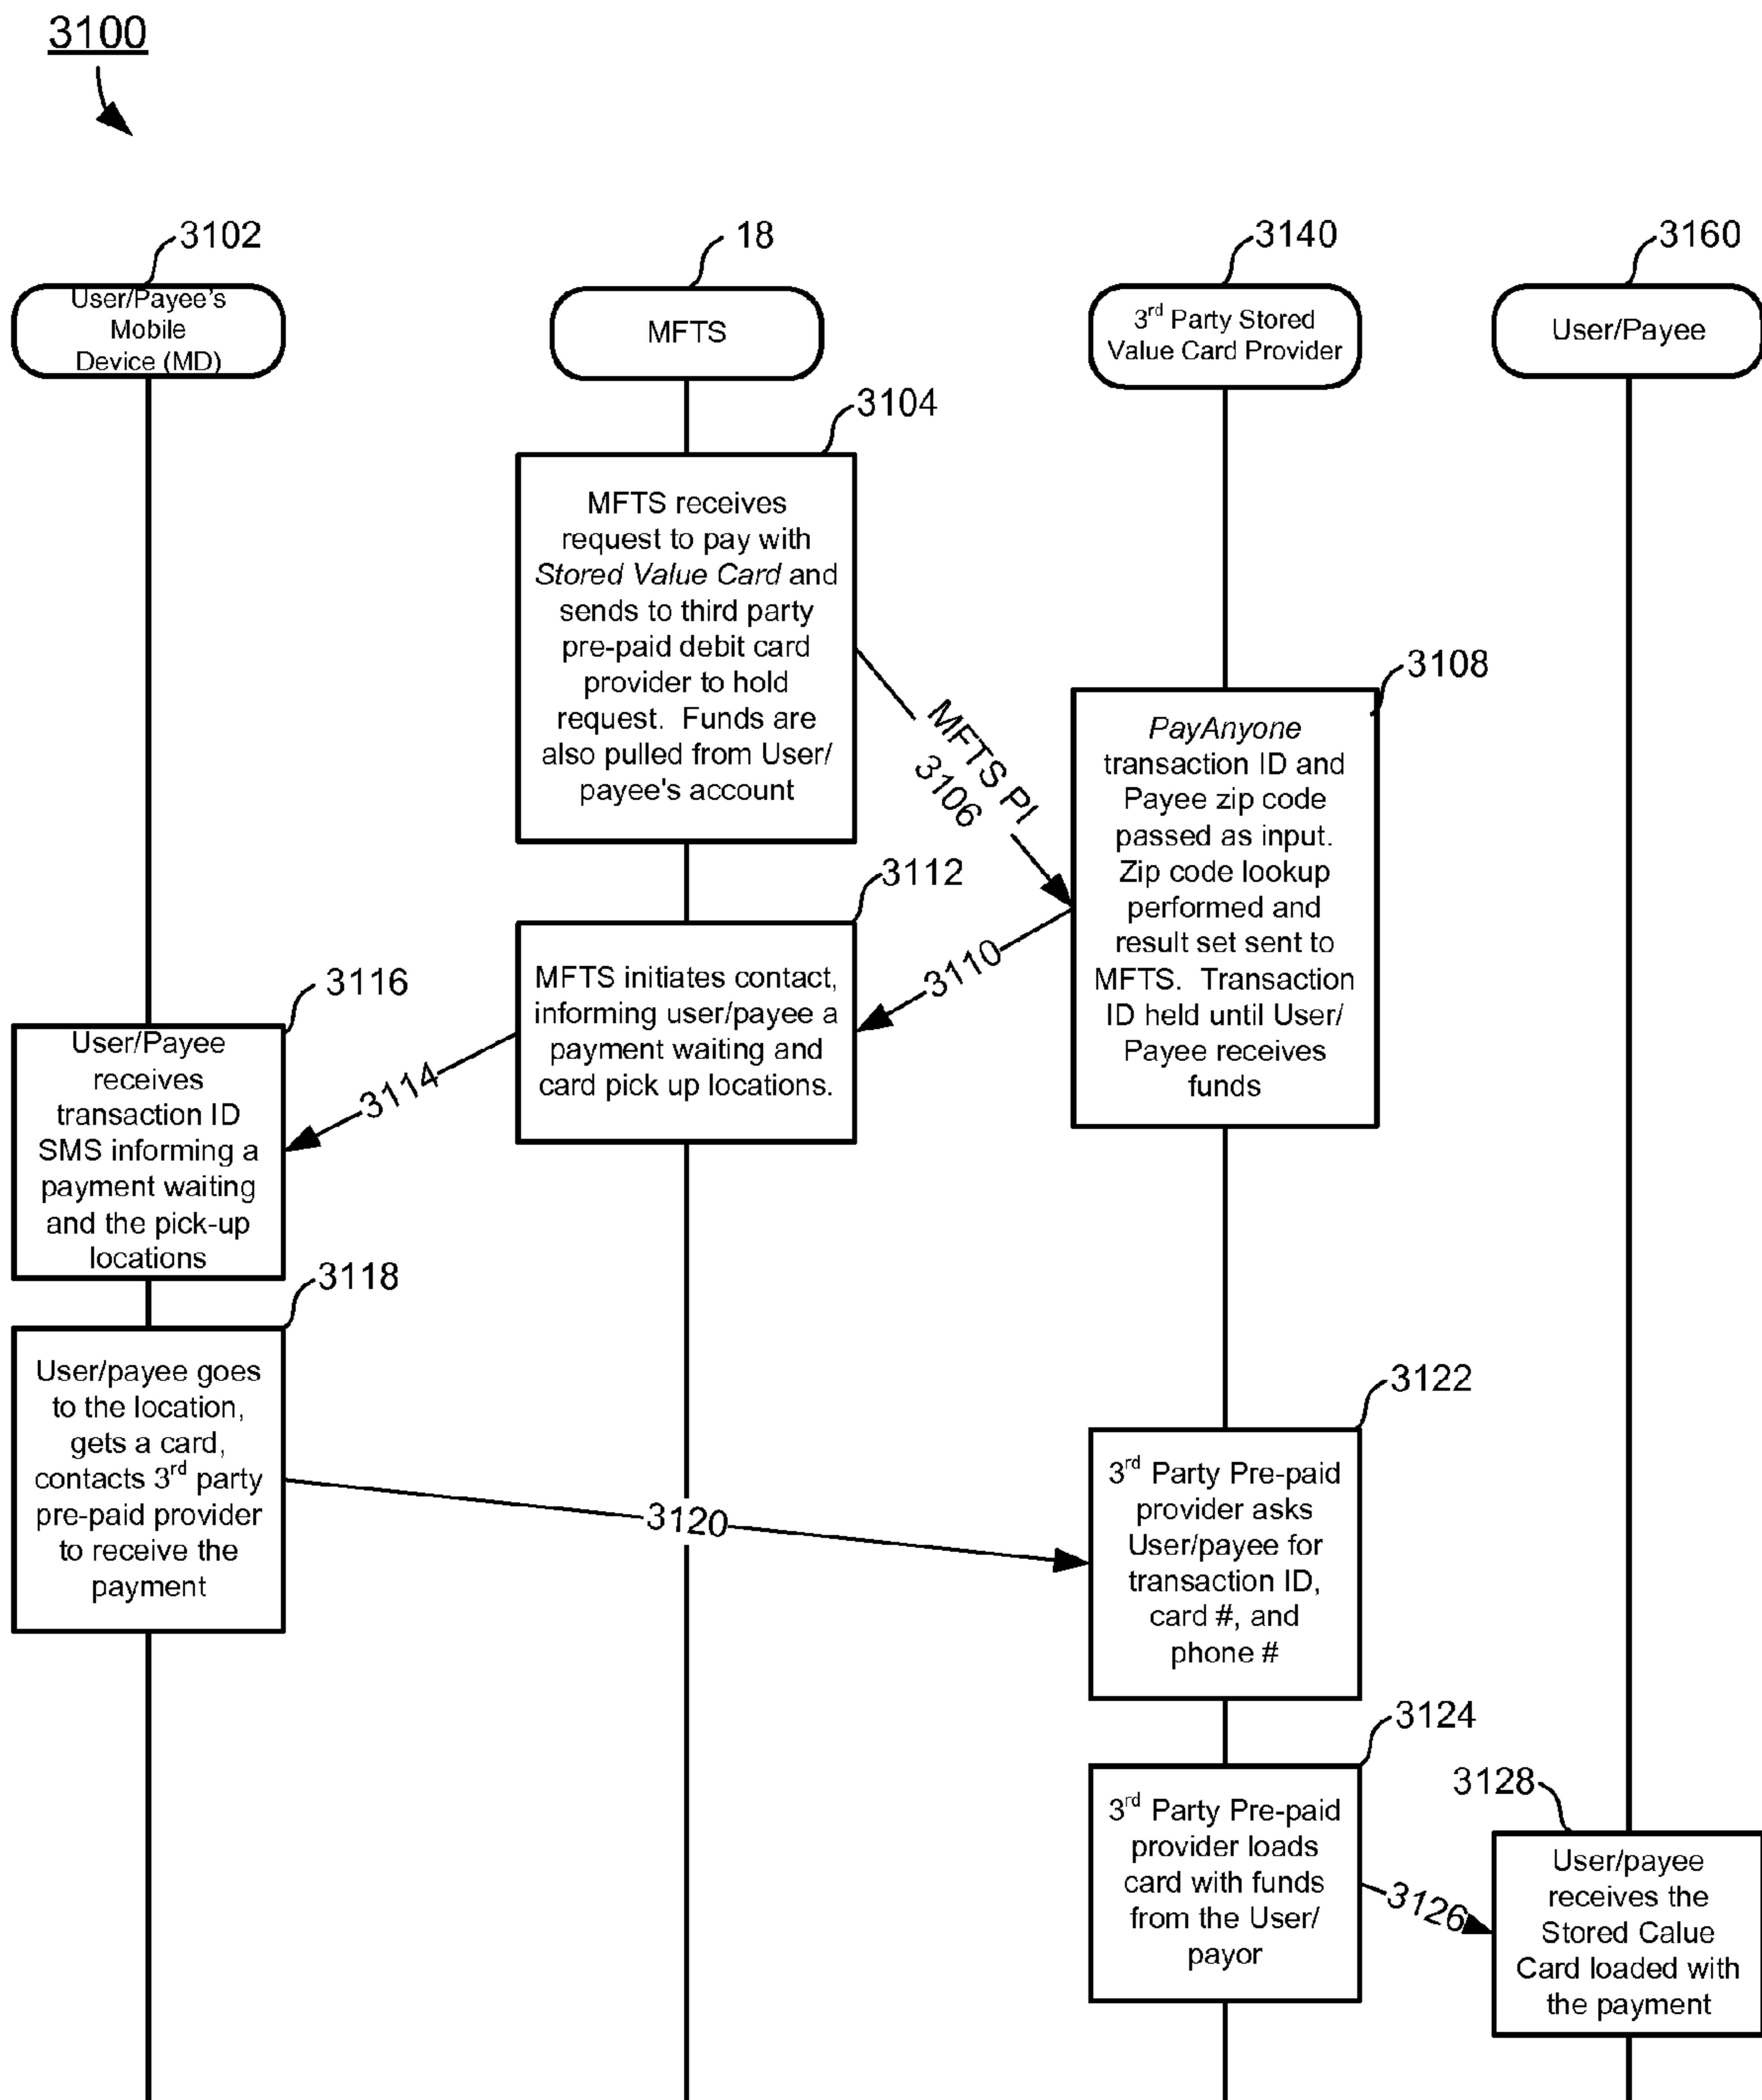 3100
3102
18
3140
3160
User/Payee's
Mobile
Device (MD)
MFTS
3rd Party Stored
Value Card Provider
User/Payee
3104
MFTS receives
request to pay with
Stored Value Card and
sends to third party
pre-paid debit card
provider to hold
request. Funds are
also pulled from User/
payee's account
MFTS PI
3106
3108
PayAnyone
transaction ID and
Payee zip code
passed as input.
Zip code lookup
performed and
result set sent to
MFTS. Transaction
ID held until User/
Payee receives
funds
3110
3112
MFTS initiates contact,
informing user/payee a
payment waiting and
card pick up locations.
3114
3116
User/Payee
receives
transaction ID
SMS informing a
payment waiting
and the pick-up
locations
3118
User/payee goes
to the location,
gets a card,
contacts 3rd party
pre-paid provider
to receive the
payment
3120
3122
3rd Party Pre-paid
provider asks
User/payee for
transaction ID,
card #, and
phone #
3124
3rd Party Pre-paid
provider loads
card with funds
from the User/
payor
3126
3128
User/payee
receives the
Stored Calue
Card loaded with
the payment